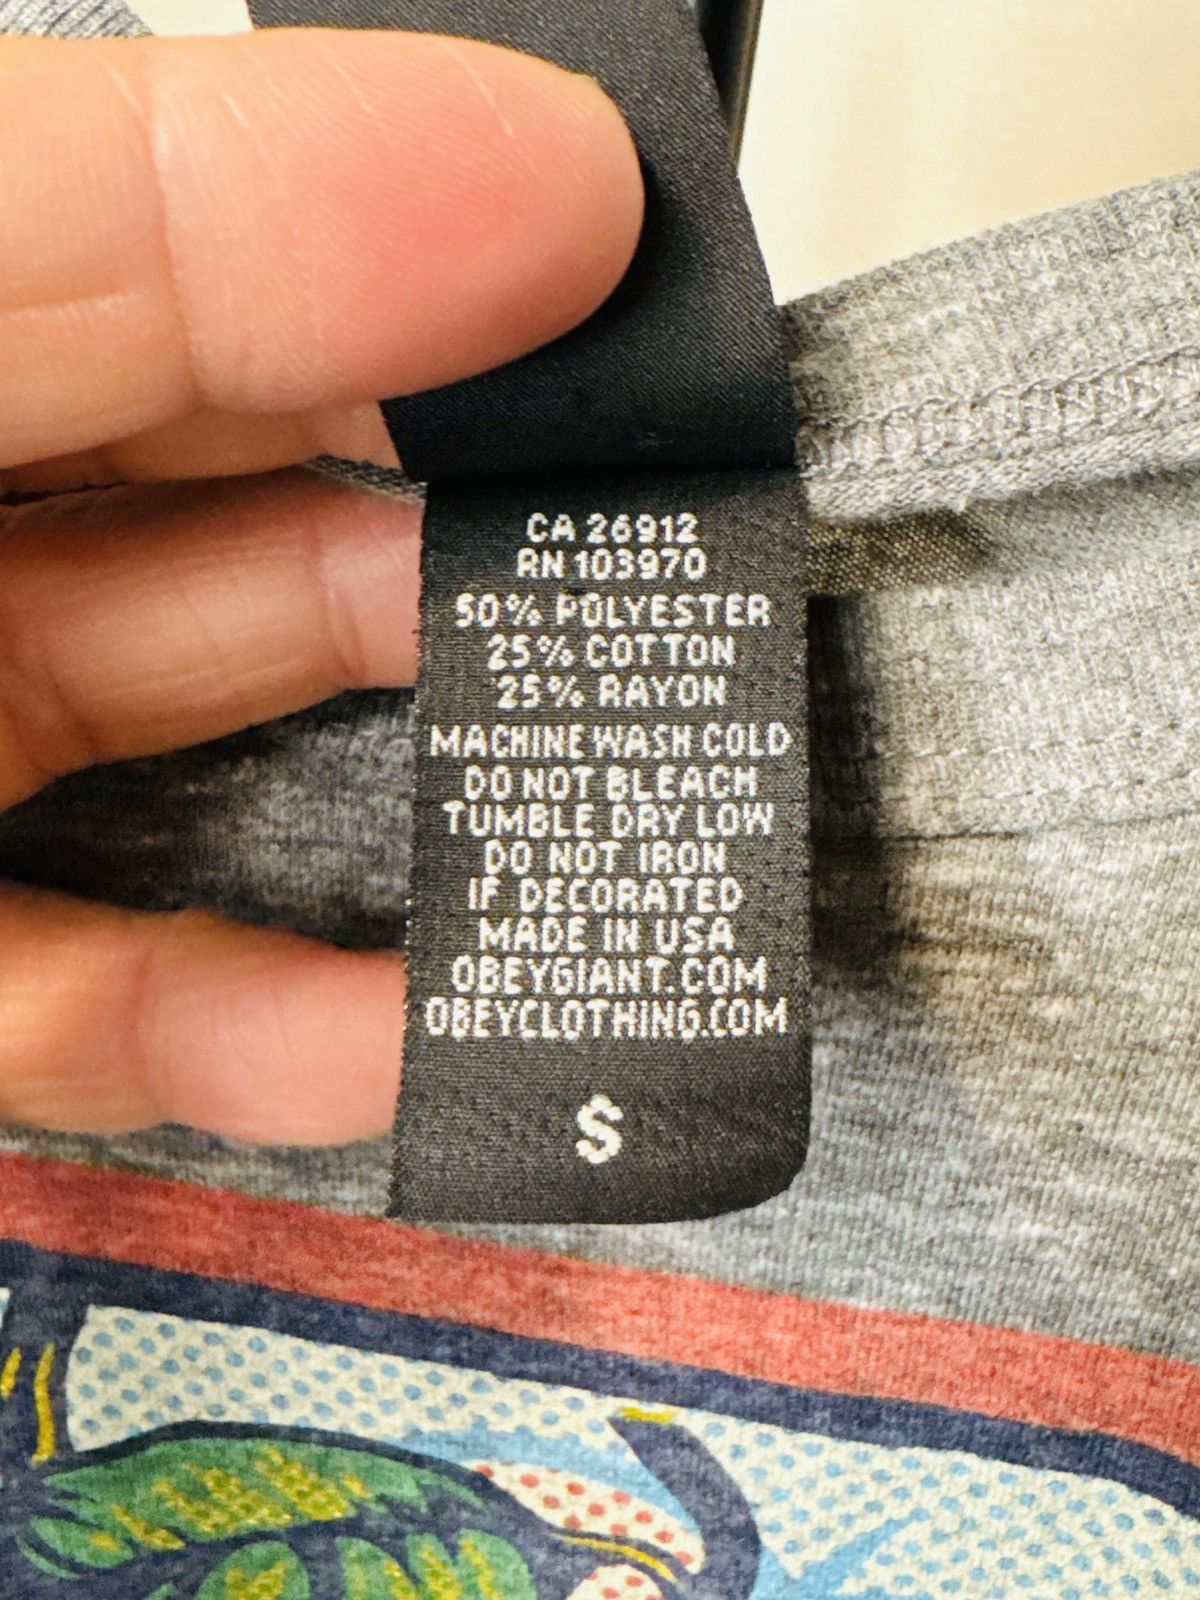 CA 26912
RN 103970
50% POLYESTER
25% COTTON
25% RAYON
MACHINE WASH COLD
DO NOT BLEACH
TUMBLE DRY LOW
DO NOT IRON
IF DECORATED
MADE IN USA
OBEYGIANT.COM
OBEYCLOTHING.COM
S